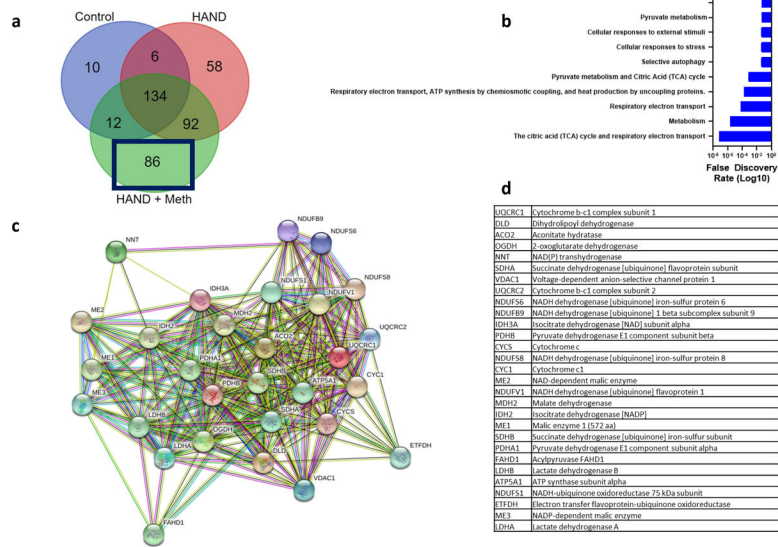 a
Control
HAND
10
6
58
134
12
92
86
HAND + Meth
b
Pyruvate metabolism
Cellular responses to external stimuli
Cellular responses to stress
Selective autophagy
Pyruvate metabolism and Citric Acid (TCA) cycle
Respiratory electron transport, ATP synthesis by chemiosmotic coupling, and heat production by uncoupling proteins.
Respiratory electron transport
Metabolism
The citric acid (TCA) cycle and respiratory electron transport
10⁻⁸ 10⁻⁶ 10⁻⁴ 10⁻² 10⁰
False Discovery
Rate (Log10)
c
NDUFB9
NDUFS6
NNT
NDUFS8
NDUFS1
IDH3A
NDUFV1
ME2
MDH2
IDH2
ACO2
UQCRC2
UQCRC1
ME1
PDHA1
SDHB
CYC1
PDHB
ATP5A1
ME3
SDHA
CYCS
LDHB
OGDH
LDHA
DLD
ETFDH
VDAC1
FAHD1
d
UQCRC1 Cytochrome b-c1 complex subunit 1
DLD Dihydrolipoyl dehydrogenase
ACO2 Aconitate hydratase
OGDH 2-oxoglutarate dehydrogenase
NNT NAD(P) transhydrogenase
SDHA Succinate dehydrogenase [ubiquinone] flavoprotein subunit
VDAC1 Voltage-dependent anion-selective channel protein 1
UQCRC2 Cytochrome b-c1 complex subunit 2
NDUFS6 NADH dehydrogenase [ubiquinone] iron-sulfur protein 6
NDUFB9 NADH dehydrogenase [ubiquinone] 1 beta subcomplex subunit 9
IDH3A Isocitrate dehydrogenase [NAD] subunit alpha
PDHB Pyruvate dehydrogenase E1 component subunit beta
CYCS Cytochrome c
NDUFS8 NADH dehydrogenase [ubiquinone] iron-sulfur protein 8
CYC1 Cytochrome c1
ME2 NAD-dependent malic enzyme
NDUFV1 NADH dehydrogenase [ubiquinone] flavoprotein 1
MDH2 Malate dehydrogenase
IDH2 Isocitrate dehydrogenase [NADP]
ME1 Malic enzyme 1 (572 aa)
SDHB Succinate dehydrogenase [ubiquinone] iron-sulfur subunit
PDHA1 Pyruvate dehydrogenase E1 component subunit alpha
FAHD1 Acylpyruvase FAHD1
LDHB Lactate dehydrogenase B
ATP5A1 ATP synthase subunit alpha
NDUFS1 NADH-ubiquinone oxidoreductase 75 kDa subunit
ETFDH Electron transfer flavoprotein-ubiquinone oxidoreductase
ME3 NADP-dependent malic enzyme
LDHA Lactate dehydrogenase A